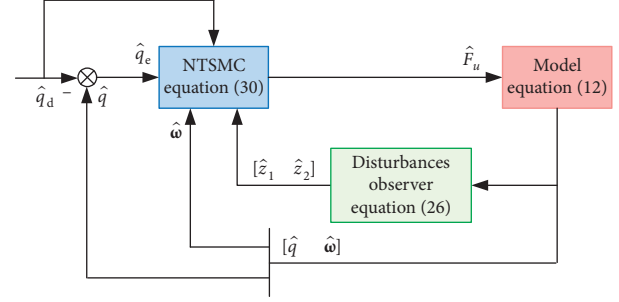 q̂_e
NTSMC
equation (30)
F̂_u
Model
equation (12)
q̂_d
−
q̂
ω̂
[ẑ_1 ẑ_2]
Disturbances
observer
equation (26)
[q̂ ω̂]